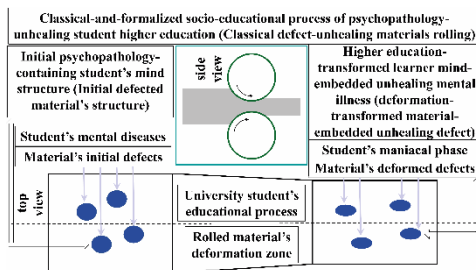 Classical-and-formalized socio-educational process of psychopathology-
unhealing student higher education (Classical defect-unhealing materials rolling)
Initial psychopathology-
containing student's mind
structure (Initial defected
material's structure)
side
view
Higher education-
transformed learner mind-
embedded unhealing mental
illness (deformation-
transformed material-
embedded unhealing defect)
Student's mental diseases
Material's initial defects
Student's maniacal phase
Material's deformed defects
top
view
University student's
educational process
Rolled material's
deformation zone